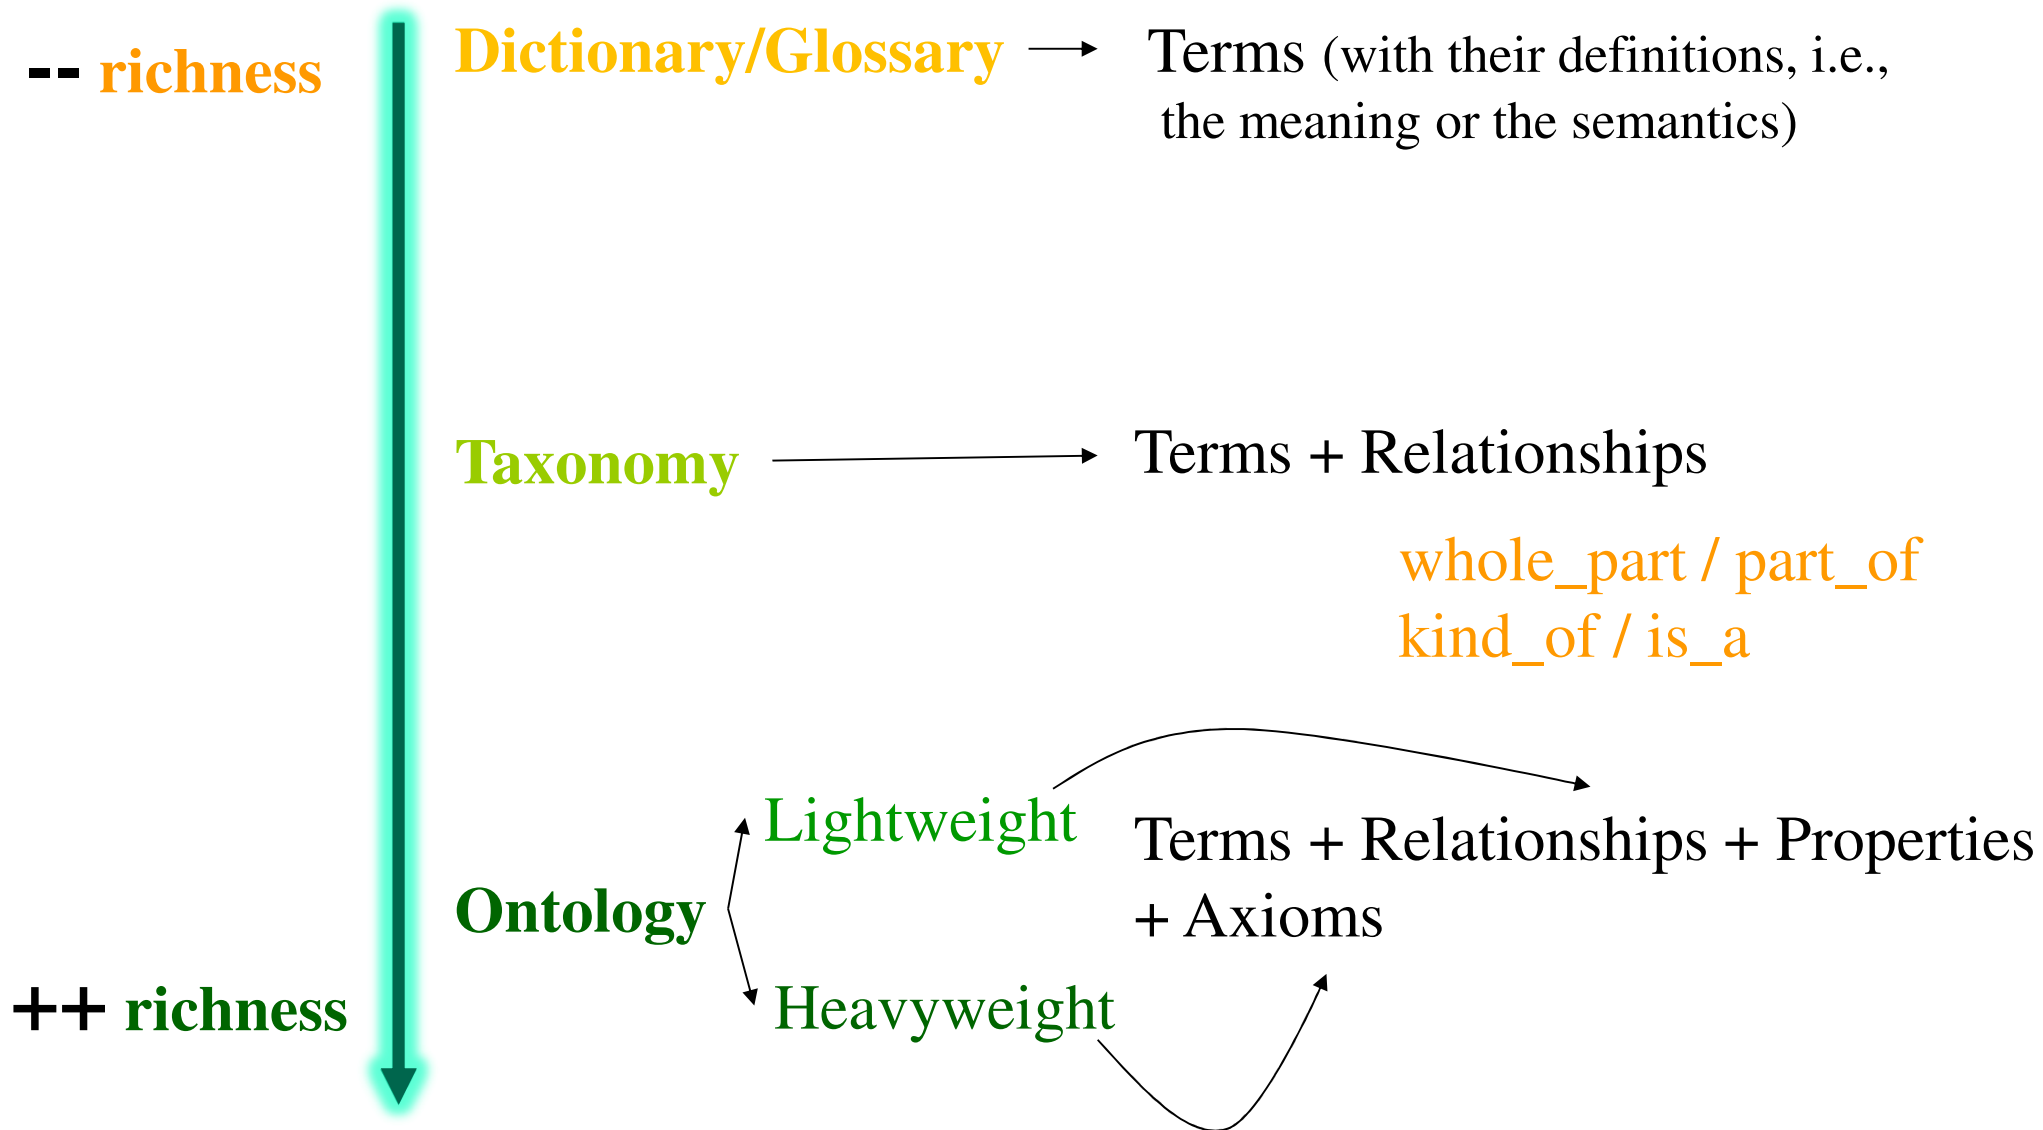 -- richness
Dictionary/Glossary
Terms (with their definitions, i.e.,
the meaning or the semantics)
Taxonomy
Terms + Relationships
whole_part / part_of
kind_of / is_a
Lightweight
Terms + Relationships + Properties
+ Axioms
Ontology
Heavyweight
++ richness